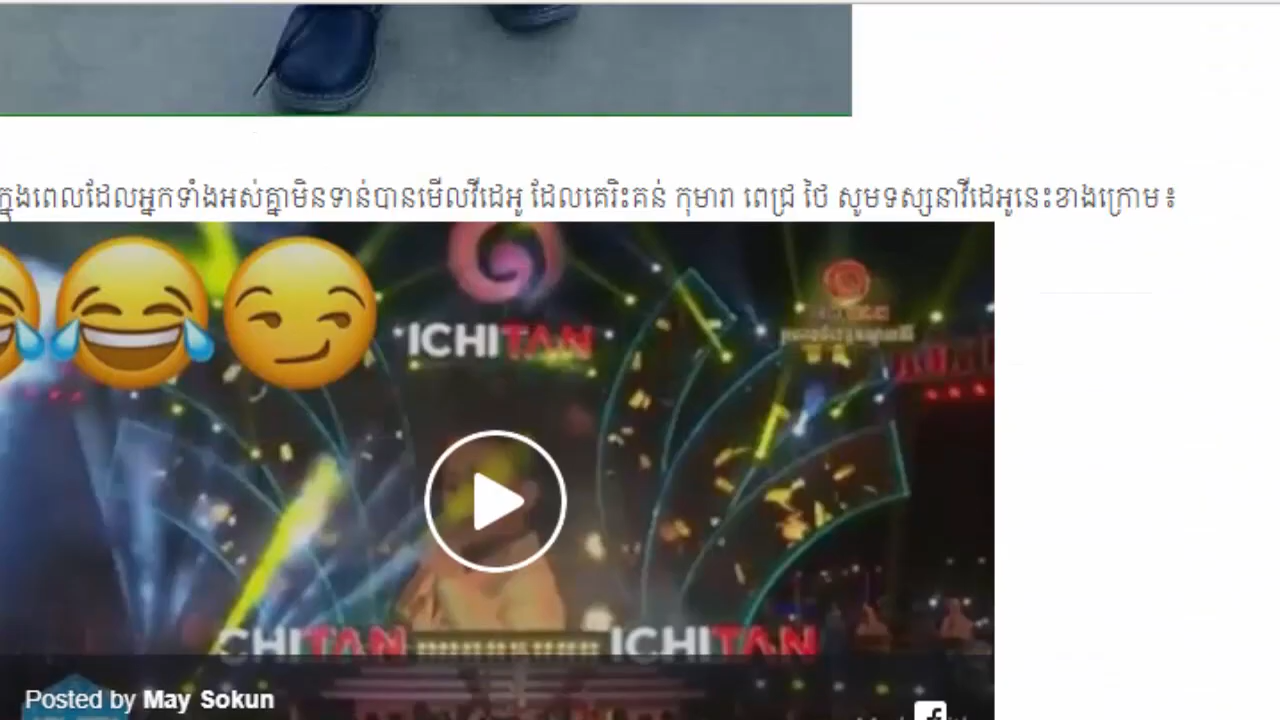 ក្នុងពេលដែលអ្នកទាំងអស់គ្នាមិនទាន់បានមើលវីដេអូ ដែលគេរិះគន់ កុមារា ពេជ្រ ថៃ សូមទស្សនាវីដេអូនេះខាងក្រោម៖
ICHITAN
CHITAN ICHITAN
Posted by May Sokun